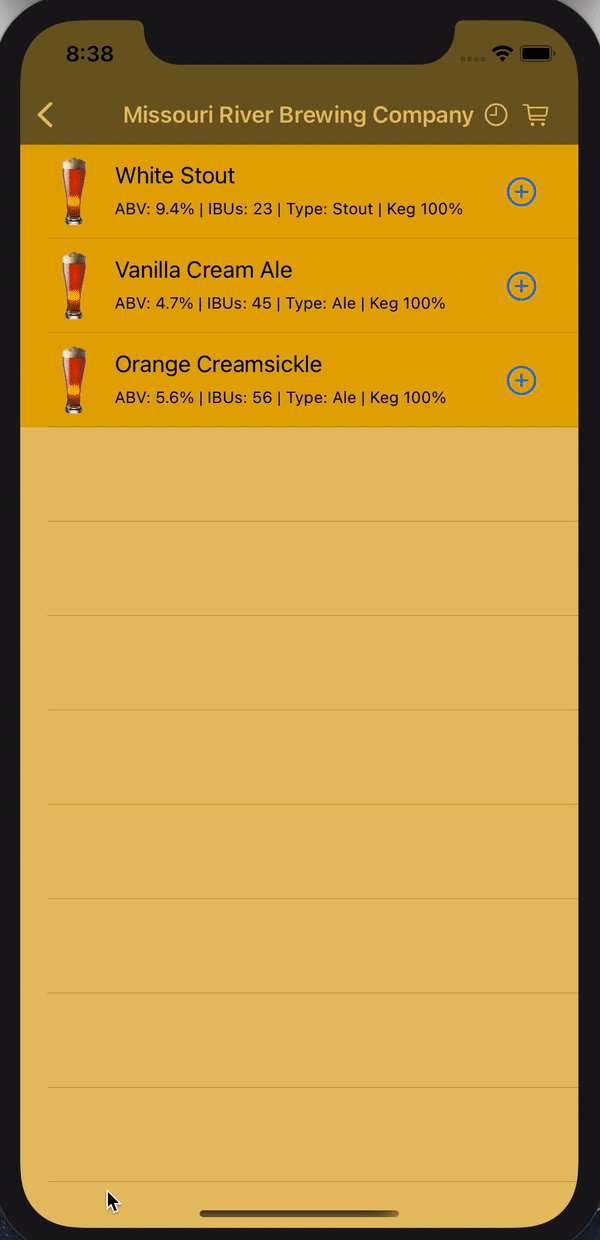 8:38
Missouri River Brewing Company
White Stout
ABV: 9.4% | IBUs: 23 | Type: Stout | Keg 100%
Vanilla Cream Ale
ABV: 4.7% | IBUs: 45 | Type: Ale | Keg 100%
Orange Creamsickle
ABV: 5.6% | IBUs: 56 | Type: Ale | Keg 100%